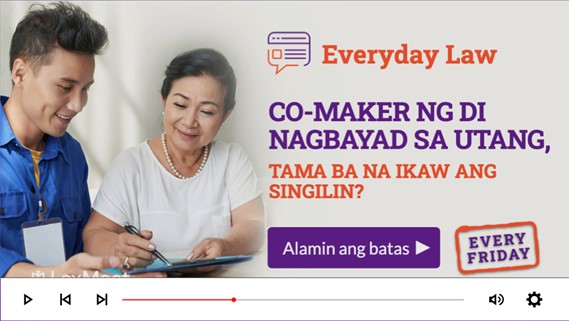 Everyday Law
CO-MAKER NG DI
NAGBAYAD SA UTANG,
TAMA BA NA IKAW ANG
SINGILIN?
Alamin ang batas
EVERY
FRIDAY
LexMeet